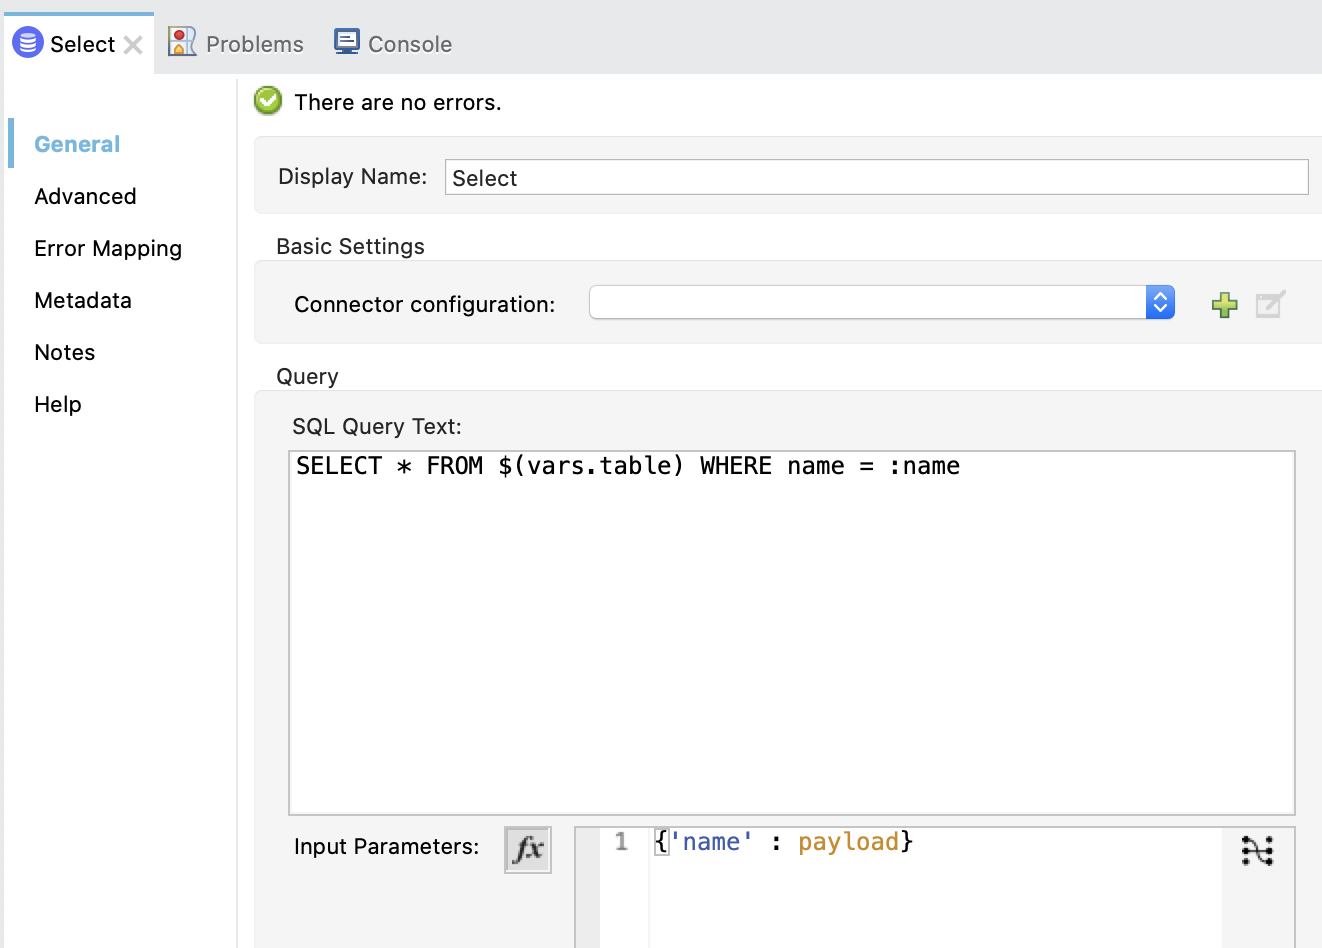 Select Problems Console
There are no errors.
General
Advanced
Error Mapping
Metadata
Notes
Help
Display Name: Select
Basic Settings
Connector configuration:
Query
SQL Query Text:
SELECT * FROM $(vars.table) WHERE name = :name
Input Parameters: fx 1 {'name' : payload}